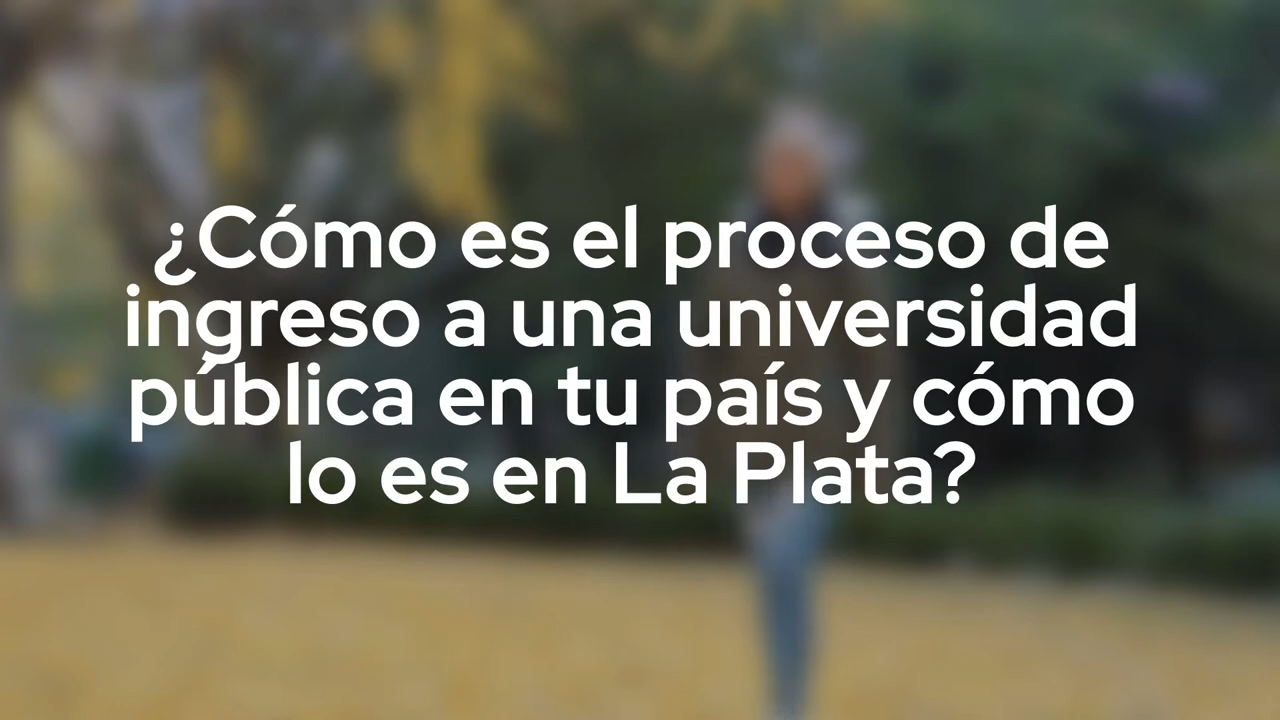 ¿Cómo es el proceso de
ingreso a una universidad
pública en tu país y cómo
lo es en La Plata?